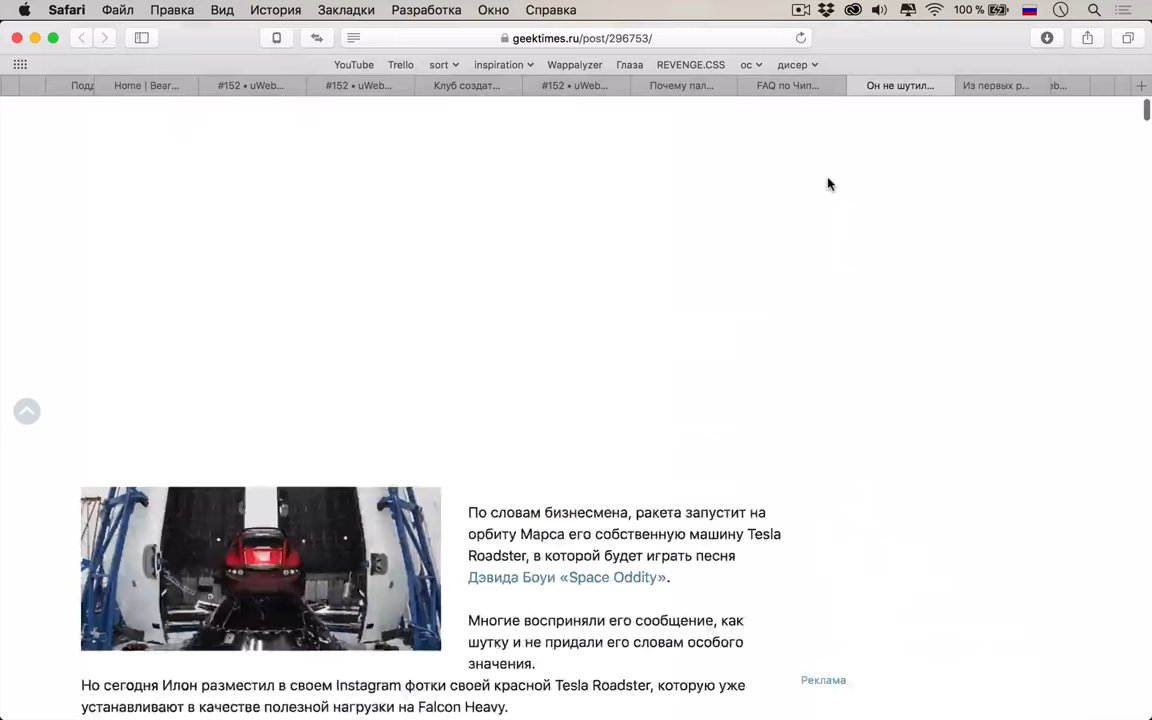 Safari Файл Правка Вид История Закладки Разработка Окно Справка 100 %
geektimes.ru/post/296753/
YouTube Trello sort inspiration Wappalyzer Глаза REVENGE.CSS ос дисер
Подд Home | Bear... #152 • uWeb... #152 • uWeb... Клуб создат... #152 • uWeb... Почему пал... FAQ по Чип... Он не шутил... Из первых р... eb...
По словам бизнесмена, ракета запустит на
орбиту Марса его собственную машину Tesla
Roadster, в которой будет играть песня
Дэвида Боуи «Space Oddity».
Многие восприняли его сообщение, как
шутку и не придали его словам особого
значения.
Но сегодня Илон разместил в своем Instagram фотки своей красной Tesla Roadster, которую уже
устанавливают в качестве полезной нагрузки на Falcon Heavy.
Реклама